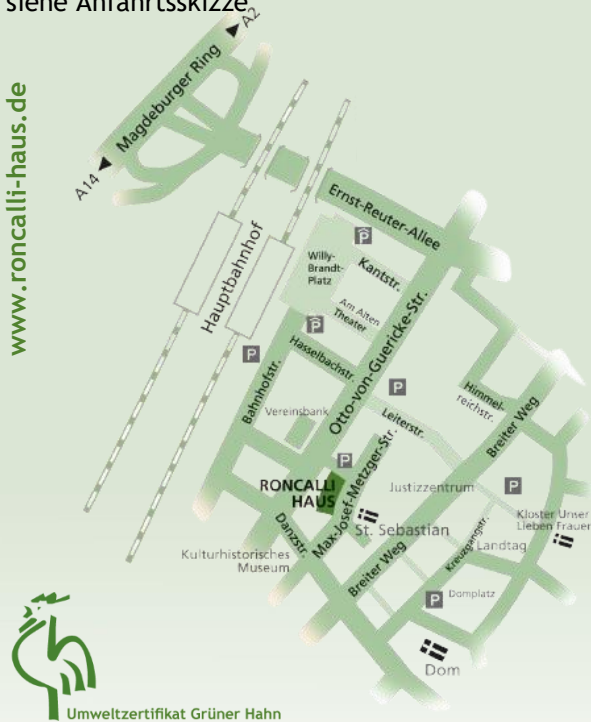 siehe Anfahrtsskizze
A2
Magdeburger Ring
A14
www.roncalli-haus.de
Ernst-Reuter-Allee
Hauptbahnhof
P
Willy-
Brandt-
Platz
Kantstr.
Am Alten
Theater
Otto-von-Guericke-Str.
P
Hasselbachstr.
P
Bahnhofstr.
P
Himmel-
reichstr.
Vereinsbank
Leiterstr.
Breiter Weg
P
RONCALLI
HAUS
Max-Josef-Metzger-Str.
Justizzentrum
P
Danzstr.
St. Sebastian
Kloster Unser
Lieben Frauen
Kreuzgangstr.
Landtag
Kulturhistorisches
Museum
Breiter Weg
P
Domplatz
Dom
Umweltzertifikat Grüner Hahn